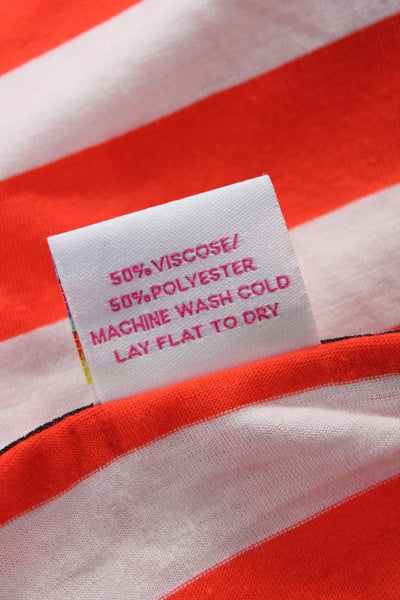 50% VISCOSE/
50% POLYESTER
MACHINE WASH COLD
LAY FLAT TO DRY